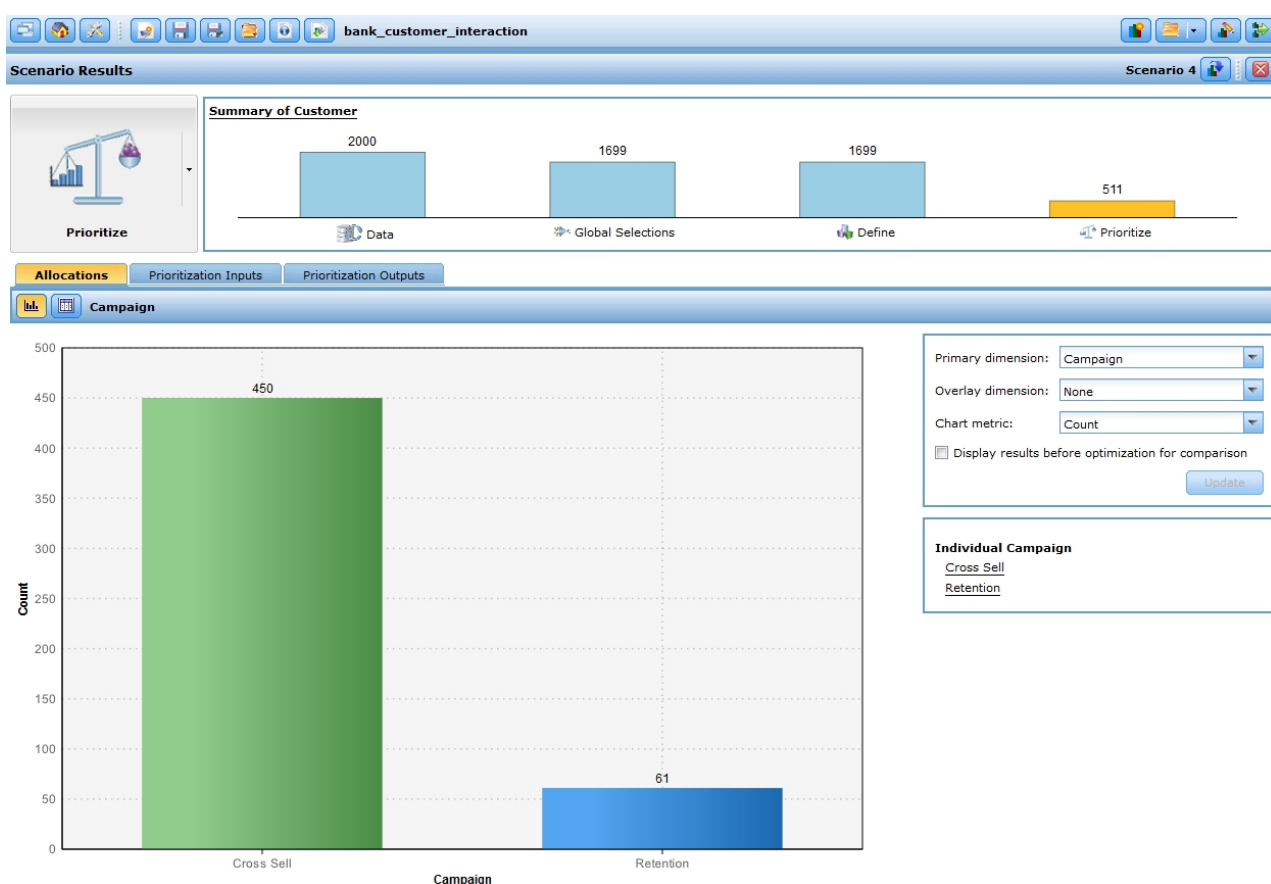 bank_customer_interaction
Scenario Results
Scenario 4
Prioritize
Summary of Customer
2000
1699
1699
511
Data
Global Selections
Define
Prioritize
Allocations
Prioritization Inputs
Prioritization Outputs
Campaign
500
450
400
350
300
250
200
150
100
50
0
Count
450
61
Cross Sell
Retention
Campaign
Primary dimension: Campaign
Overlay dimension: None
Chart metric: Count
Display results before optimization for comparison
Update
Individual Campaign
Cross Sell
Retention